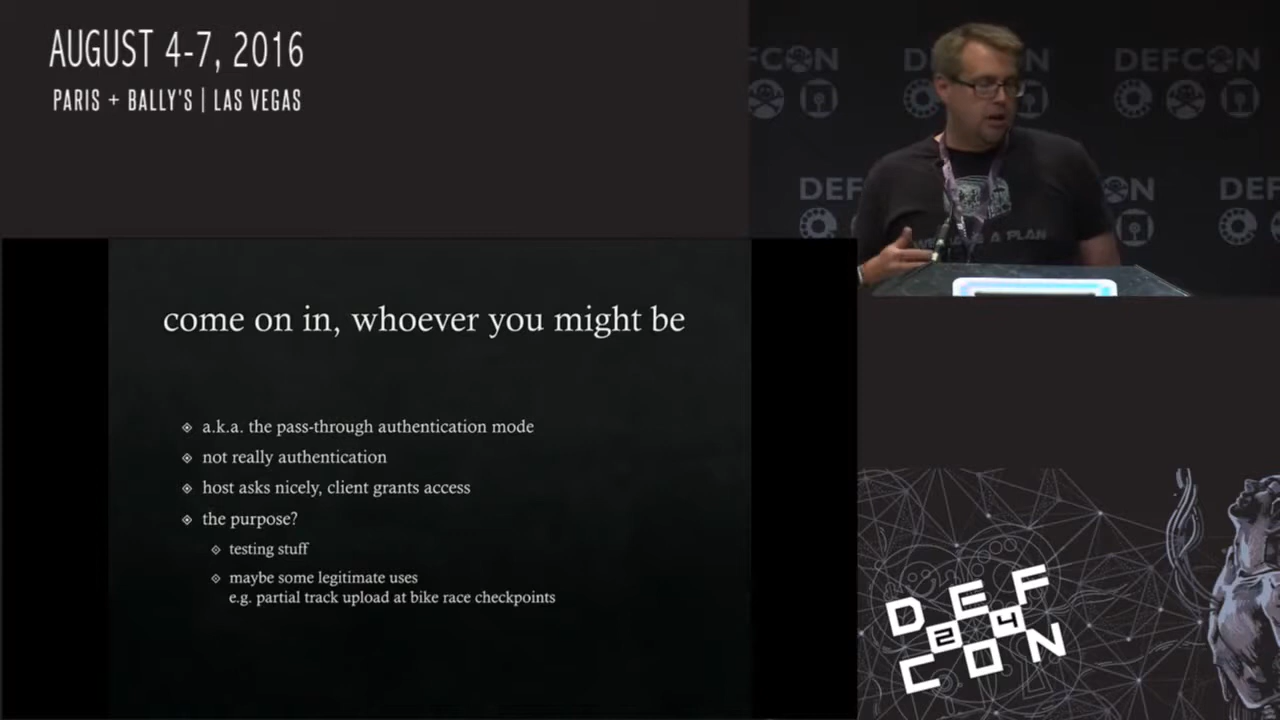 AUGUST 4-7, 2016
PARIS + BALLY'S | LAS VEGAS
DEFCON
DEFCON
A PLAN
come on in, whoever you might be
a.k.a. the pass-through authentication mode
not really authentication
host asks nicely, client grants access
the purpose?
testing stuff
maybe some legitimate uses
e.g. partial track upload at bike race checkpoints
DEF
24
CON